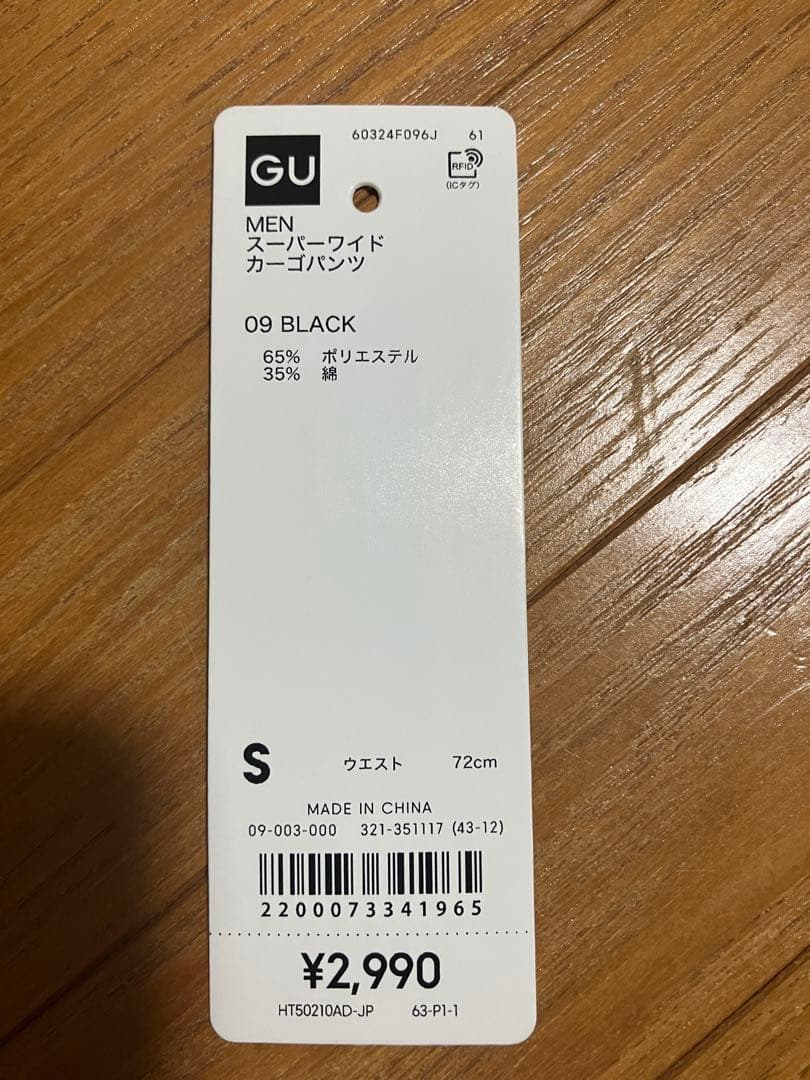 60324F096J 61
GU
RFID
(ICタグ)
MEN
スーパーワイド
カーゴパンツ
09 BLACK
65% ポリエステル
35% 綿
S ウエスト 72cm
MADE IN CHINA
09-003-000 321-351117 (43-12)
2200073341965
¥2,990
HT50210AD-JP 63-P1-1